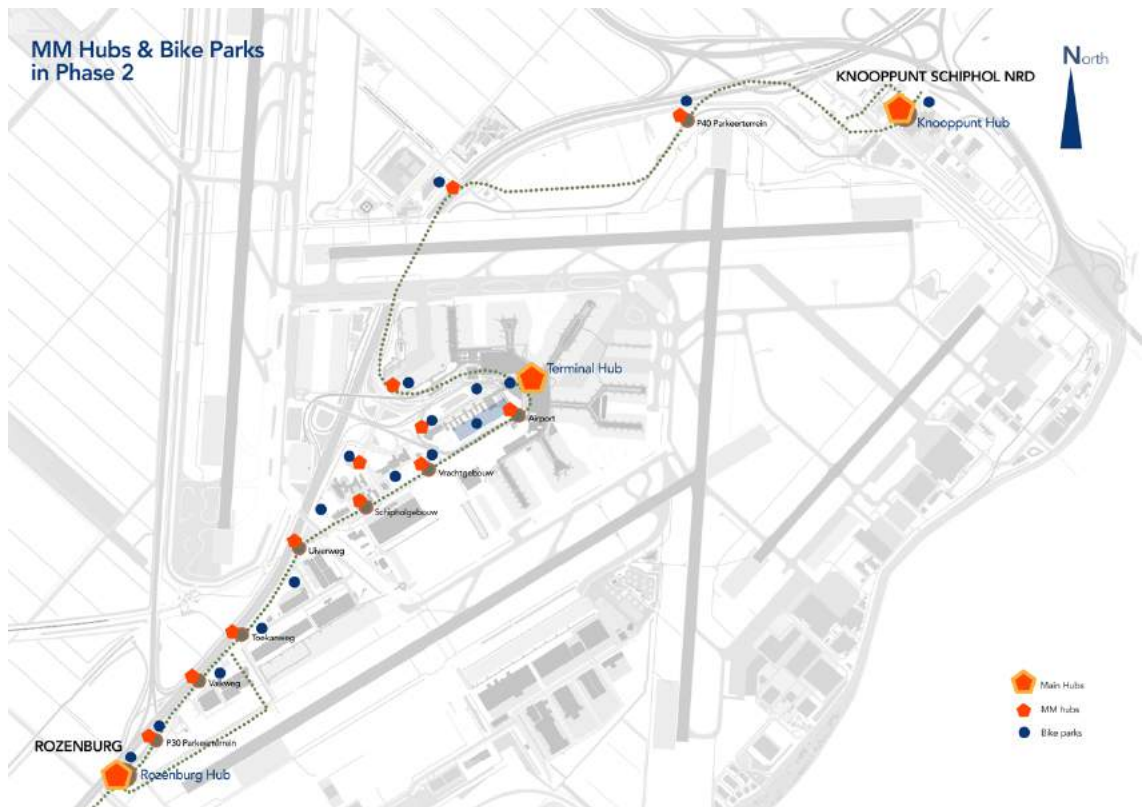 MM Hubs & Bike Parks
in Phase 2
North
KNOOPPUNT SCHIPHOL NRD
Knooppunt Hub
P40 Parkeerterrein
Terminal Hub
Airport
Vrachtgebouw
Schipholgebouw
Uiverweg
Toekanweg
Valkweg
P30 Parkeerterrein
ROZENBURG
Rozenburg Hub
Main Hubs
MM hubs
Bike parks